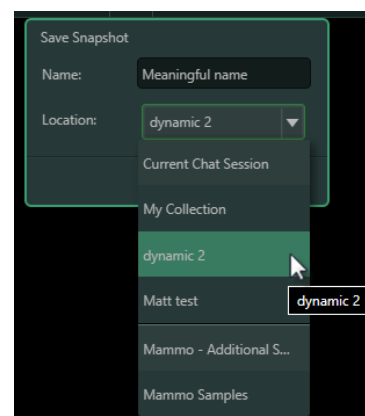 Save Snapshot
Name: Meaningful name
Location: dynamic 2
Current Chat Session
My Collection
dynamic 2
Matt test
dynamic 2
Mammo - Additional S...
Mammo Samples